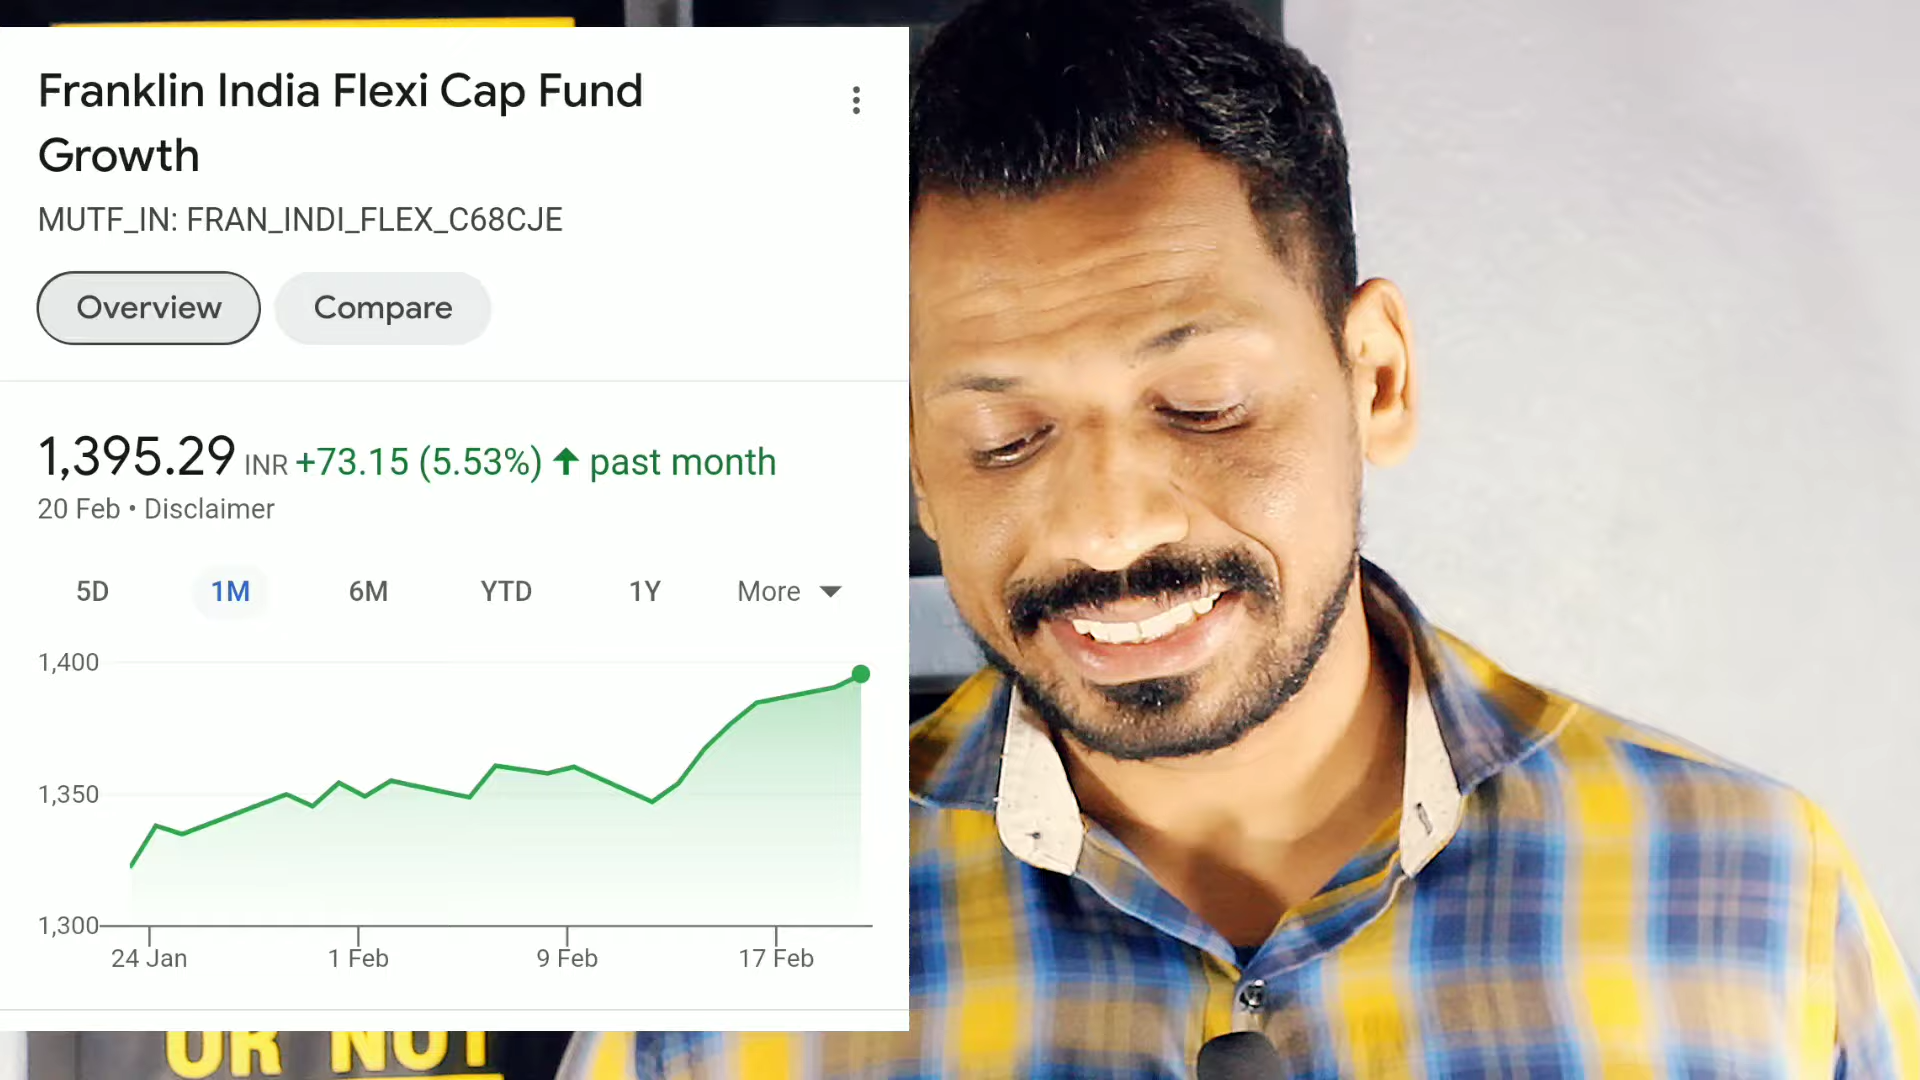 Franklin India Flexi Cap Fund
Growth
MUTF_IN: FRAN_INDI_FLEX_C68CJE
Overview Compare
1,395.29 INR +73.15 (5.53%) ↑ past month
20 Feb • Disclaimer
5D 1M 6M YTD 1Y More
1,400
1,350
1,300
24 Jan 1 Feb 9 Feb 17 Feb
OR NOT